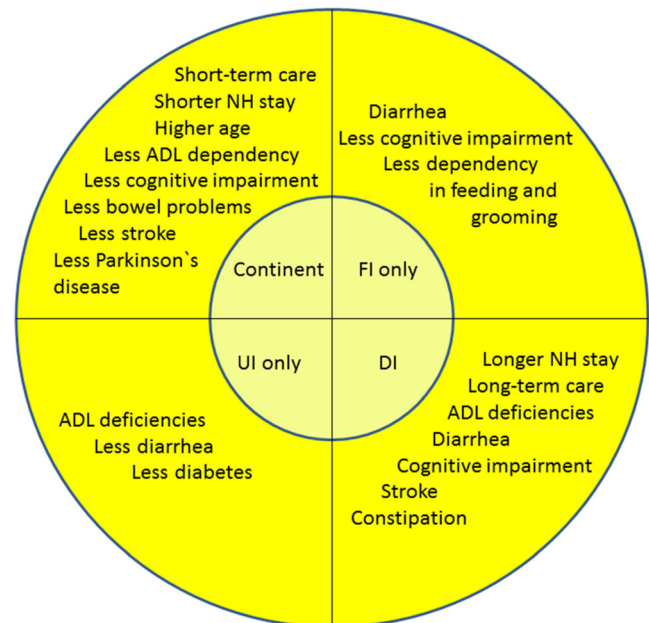 Short-term care
Shorter NH stay
Higher age
Less ADL dependency
Less cognitive impairment
Less bowel problems
Less stroke
Less Parkinson`s
disease
Diarrhea
Less cognitive impairment
Less dependency
in feeding and
grooming
Continent
FI only
UI only
DI
ADL deficiencies
Less diarrhea
Less diabetes
Longer NH stay
Long-term care
ADL deficiencies
Diarrhea
Cognitive impairment
Stroke
Constipation